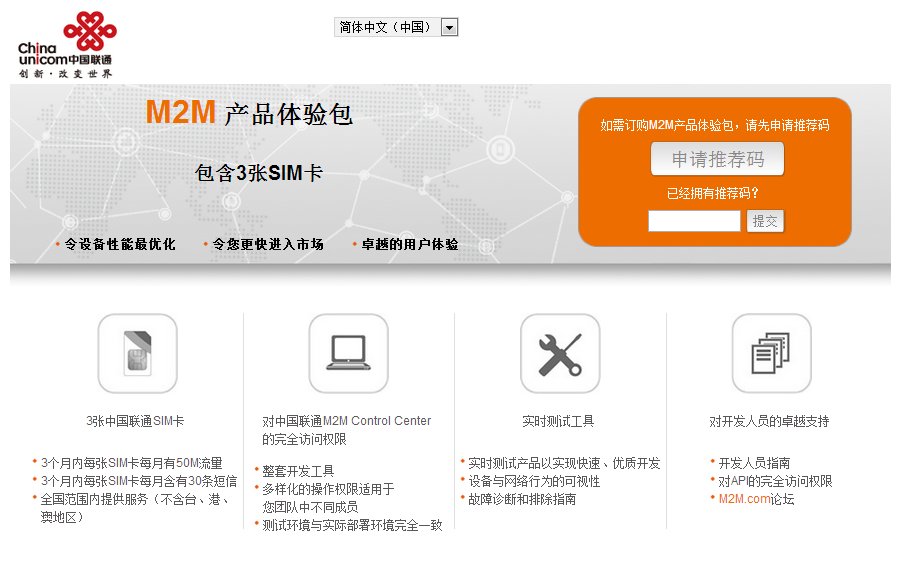 China
unicom中国联通
创新·改变世界
简体中文（中国）
M2M 产品体验包
包含3张SIM卡
• 令设备性能最优化
• 令您更快进入市场
• 卓越的用户体验
如需订购M2M产品体验包，请先申请推荐码
申请推荐码
已经拥有推荐码？
提交
3张中国联通SIM卡
• 3个月内每张SIM卡每月有50M流量
• 3个月内每张SIM卡每月含有30条短信
• 全国范围内提供服务（不含台、港、
澳地区）
对中国联通M2M Control Center
的完全访问权限
• 整套开发工具
• 多样化的操作权限适用于
您团队中不同成员
• 测试环境与实际部署环境完全一致
实时测试工具
• 实时测试产品以实现快速、优质开发
• 设备与网络行为的可视性
• 故障诊断和排除指南
对开发人员的卓越支持
• 开发人员指南
• 对API的完全访问权限
• M2M.com论坛